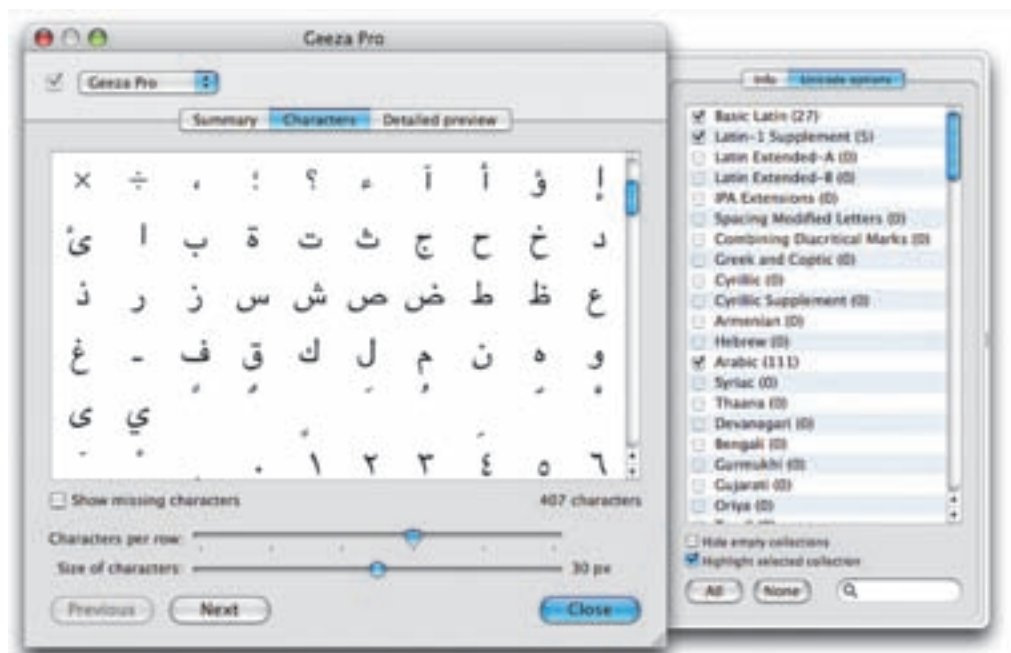 Geeza Pro
Geeza Pro
Summary Characters Detailed preview
× ÷ ، ؛ ؟ ء آ أ ؤ إ
ئ ا ب ة ت ث ج ح خ د
ذ ر ز س ش ص ض ط ظ ع
غ ـ ف ق ك ل م ن ه و
ى ي
٠ ١ ٢ ٣ ٤ ٥ ٦
Show missing characters
407 characters
Characters per row:
Size of characters:
30 px
Previous Next Close
Info Unicode options
Basic Latin (27)
Latin-1 Supplement (5)
Latin Extended-A (0)
Latin Extended-B (0)
IPA Extensions (0)
Spacing Modified Letters (0)
Combining Diacritical Marks (0)
Greek and Coptic (0)
Cyrillic (0)
Cyrillic Supplement (0)
Armenian (0)
Hebrew (0)
Arabic (111)
Syriac (0)
Thaana (0)
Devanagari (0)
Bengali (0)
Gurmukhi (0)
Gujarati (0)
Oriya (0)
Hide empty collections
Highlight selected collection
All None